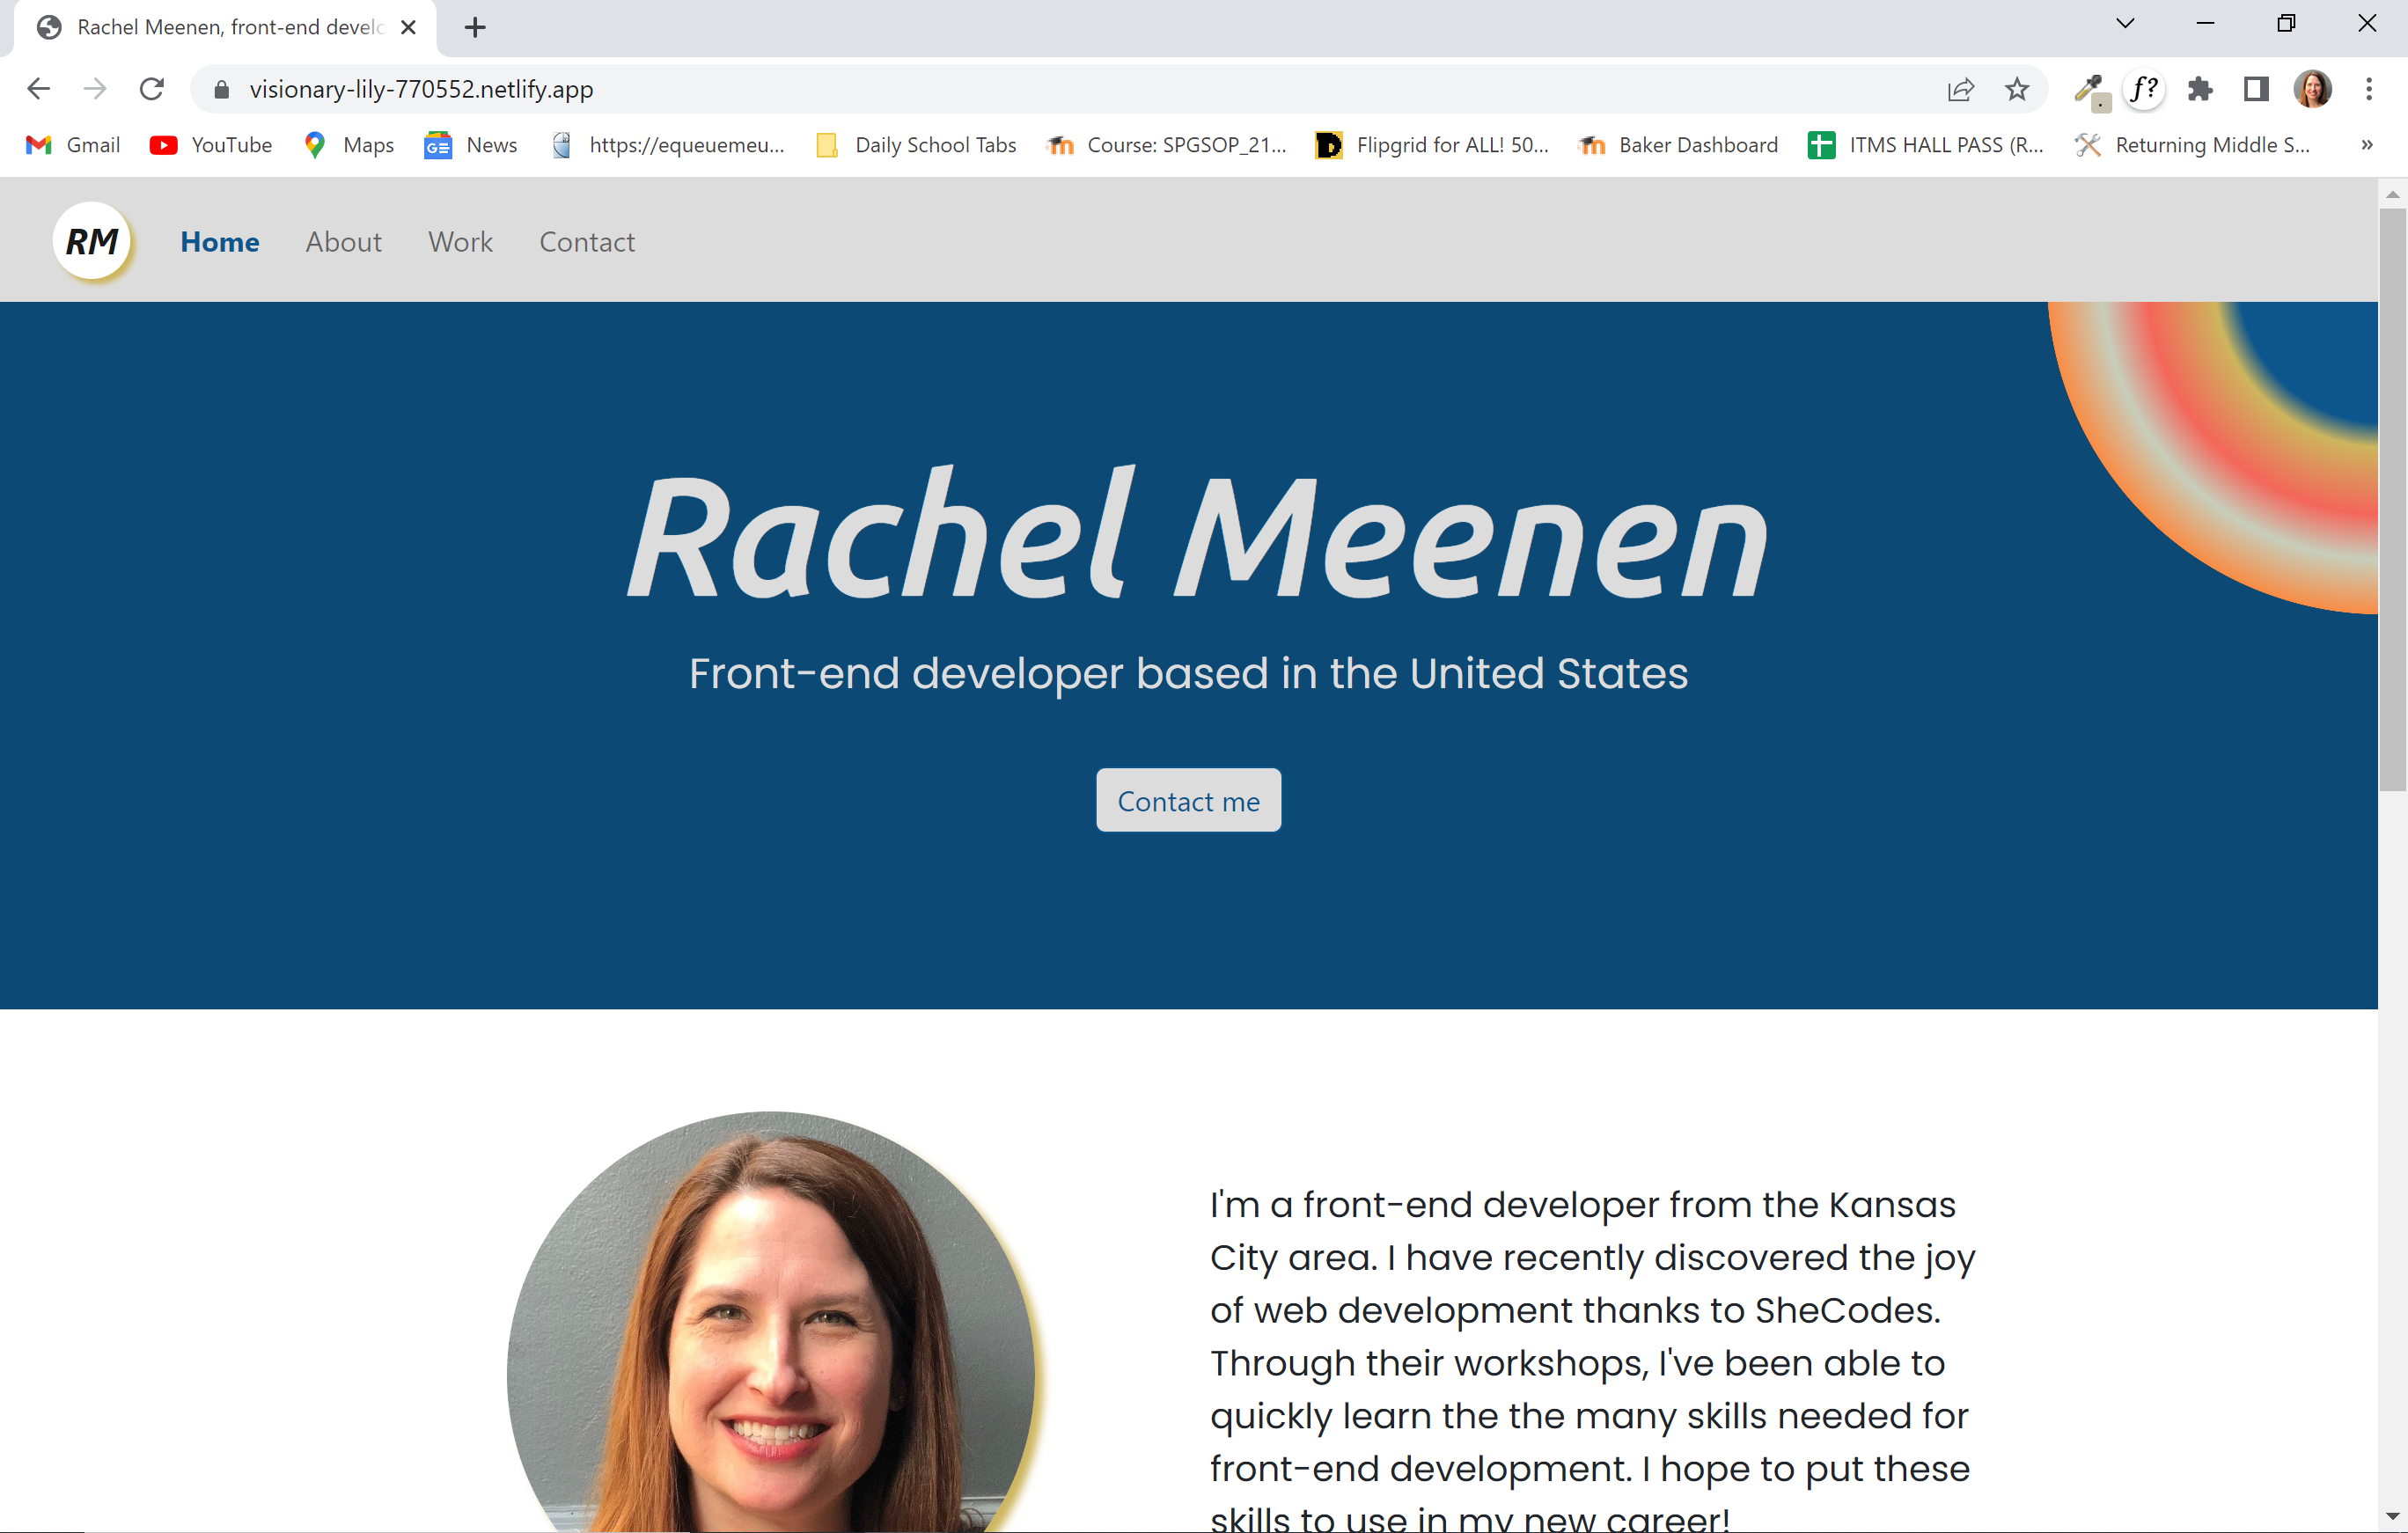 Rachel Meenen, front-end develo
visionary-lily-770552.netlify.app
f?
Gmail
YouTube
Maps
GE
News
https://equeuemeu...
Daily School Tabs
Course: SPGSOP_21...
D
Flipgrid for ALL! 50...
Baker Dashboard
ITMS HALL PASS (R...
Returning Middle S...
»
RM
Home
About
Work
Contact
Rachel Meenen
Front-end developer based in the United States
Contact me
I'm a front-end developer from the Kansas
City area. I have recently discovered the joy
of web development thanks to SheCodes.
Through their workshops, I've been able to
quickly learn the the many skills needed for
front-end development. I hope to put these
skills to use in my new career!